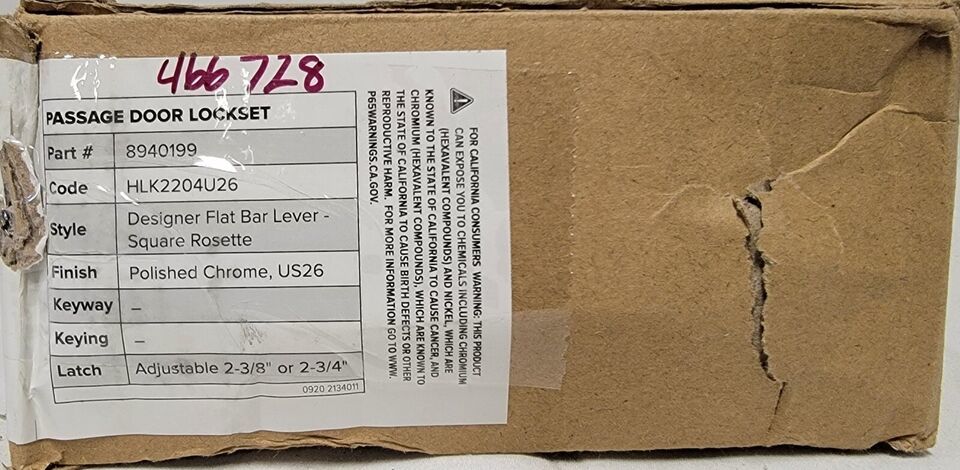 466 728
PASSAGE DOOR LOCKSET
Part # 8940199
Code HLK2204U26
Style Designer Flat Bar Lever -
Square Rosette
Finish Polished Chrome, US26
Keyway –
Keying –
Latch Adjustable 2-3/8" or 2-3/4"
0920 2134011
FOR CALIFORNIA CONSUMERS WARNING: THIS PRODUCT
CAN EXPOSE YOU TO CHEMICALS INCLUDING CHROMIUM
(HEXAVALENT COMPOUNDS) AND NICKEL, WHICH ARE
KNOWN TO THE STATE OF CALIFORNIA TO CAUSE CANCER, AND
CHROMIUM (HEXAVALENT COMPOUNDS), WHICH ARE KNOWN TO
THE STATE OF CALIFORNIA TO CAUSE BIRTH DEFECTS OR OTHER
REPRODUCTIVE HARM. FOR MORE INFORMATION GO TO WWW.
P65WARNINGS.CA.GOV.